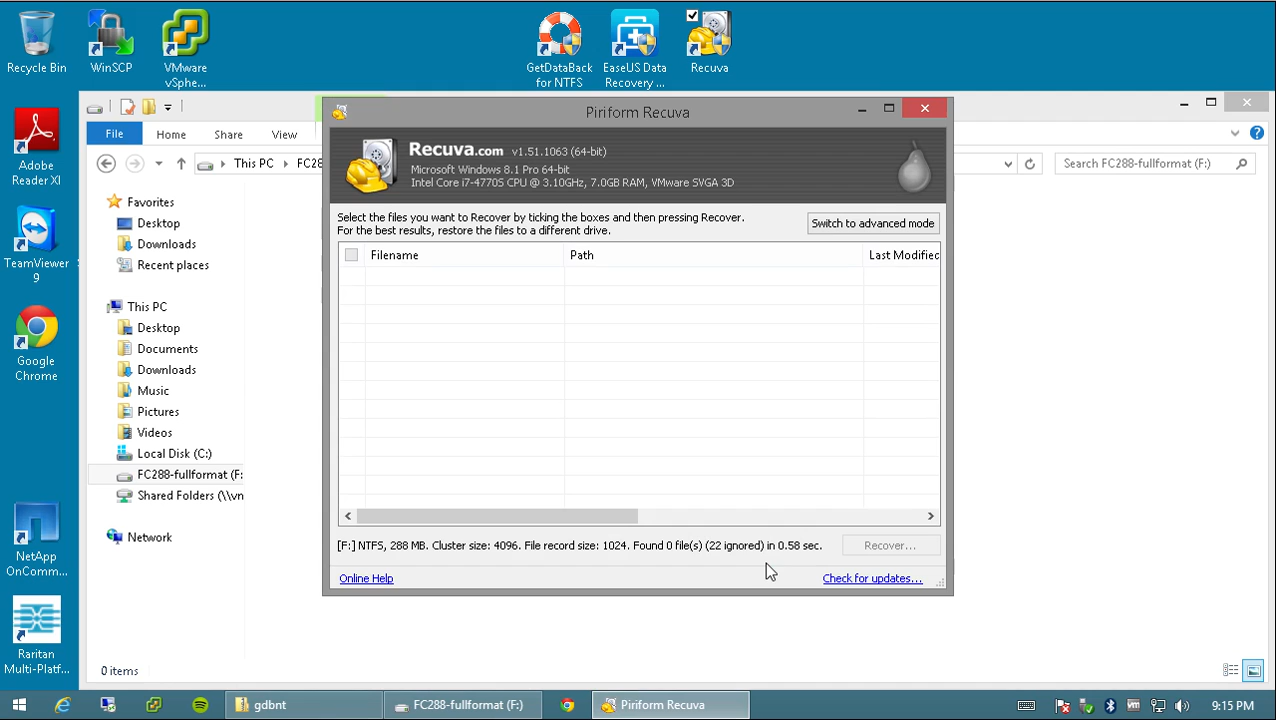 Recycle Bin
WinSCP
VMware
vSphe...
GetDataBack
for NTFS
EaseUS Data
Recovery ...
Recuva
Adobe
Reader XI
TeamViewer
9
Google
Chrome
NetApp
OnComm...
Raritan
Multi-Platf...
File
Home
Share
View
This PC
FC28
Search FC288-fullformat (F:)
Favorites
Desktop
Downloads
Recent places
This PC
Desktop
Documents
Downloads
Music
Pictures
Videos
Local Disk (C:)
FC288-fullformat (F:
Shared Folders (\\vn
Network
0 items
Piriform Recuva
Recuva.com v1.51.1063 (64-bit)
Microsoft Windows 8.1 Pro 64-bit
Intel Core i7-4770S CPU @ 3.10GHz, 7.0GB RAM, VMware SVGA 3D
Select the files you want to Recover by ticking the boxes and then pressing Recover.
For the best results, restore the files to a different drive.
Switch to advanced mode
Filename Path Last Modified
[F:] NTFS, 288 MB. Cluster size: 4096. File record size: 1024. Found 0 file(s) (22 ignored) in 0.58 sec.
Recover...
Online Help
Check for updates...
gdbnt
FC288-fullformat (F:)
Piriform Recuva
9:15 PM